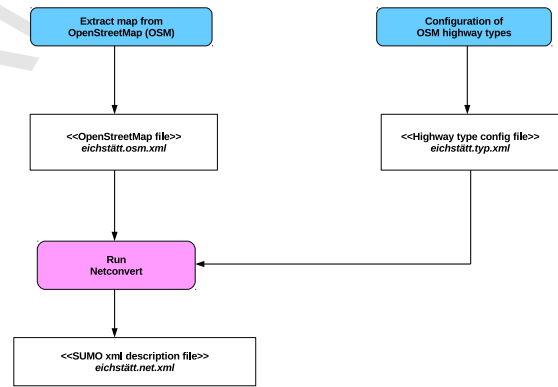 Extract map from
OpenStreetMap (OSM)
Configuration of
OSM highway types
<<OpenStreetMap file>>
eichstätt.osm.xml
<<Highway type config file>>
eichstätt.typ.xml
Run
Netconvert
<<SUMO xml description file>>
eichstätt.net.xml